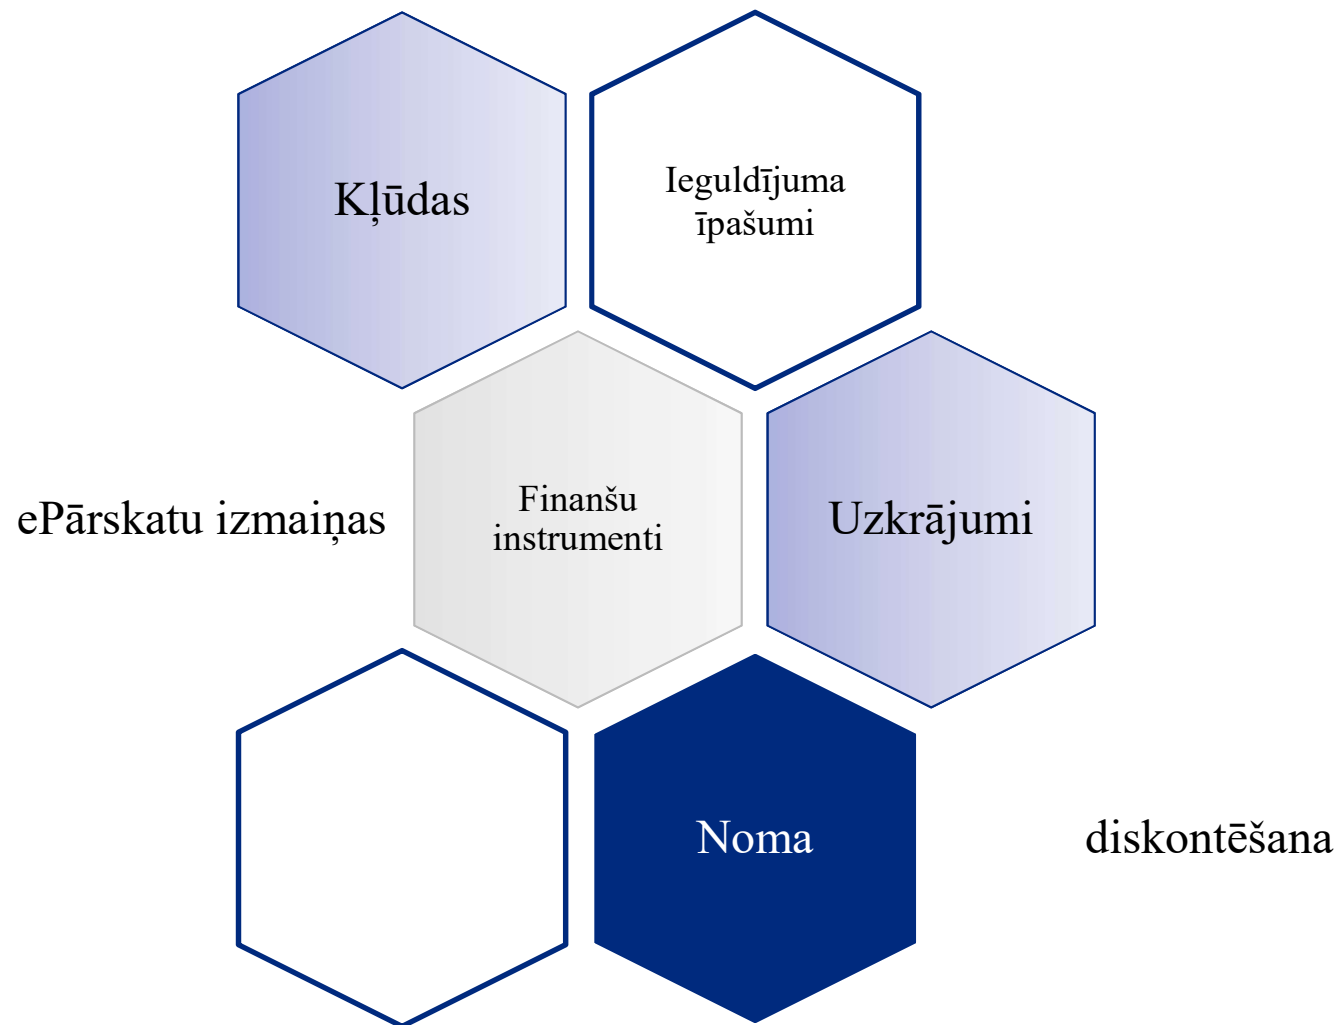 Kļūdas
Ieguldījuma
īpašumi
ePārskatu izmaiņas
Finanšu
instrumenti
Uzkrājumi
Noma
diskontēšana